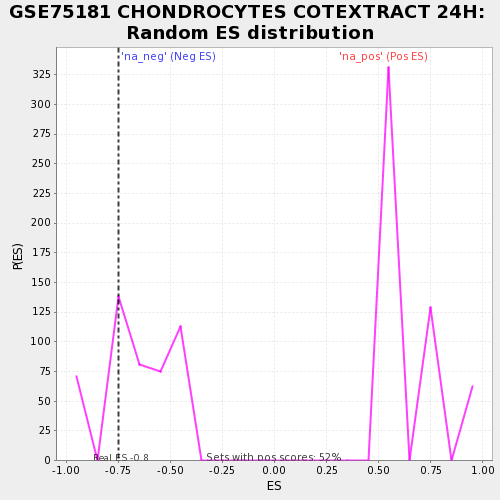 GSE75181 CHONDROCYTES COTEXTRACT 24H:
Random ES distribution
'na_neg' (Neg ES)
'na_pos' (Pos ES)
325
300
275
250
225
200
175
150
125
100
75
50
25
0
P(ES)
Real ES -0.8
Sets with pos scores: 52%
-1.00 -0.75 -0.50 -0.25 0.00 0.25 0.50 0.75 1.00
ES